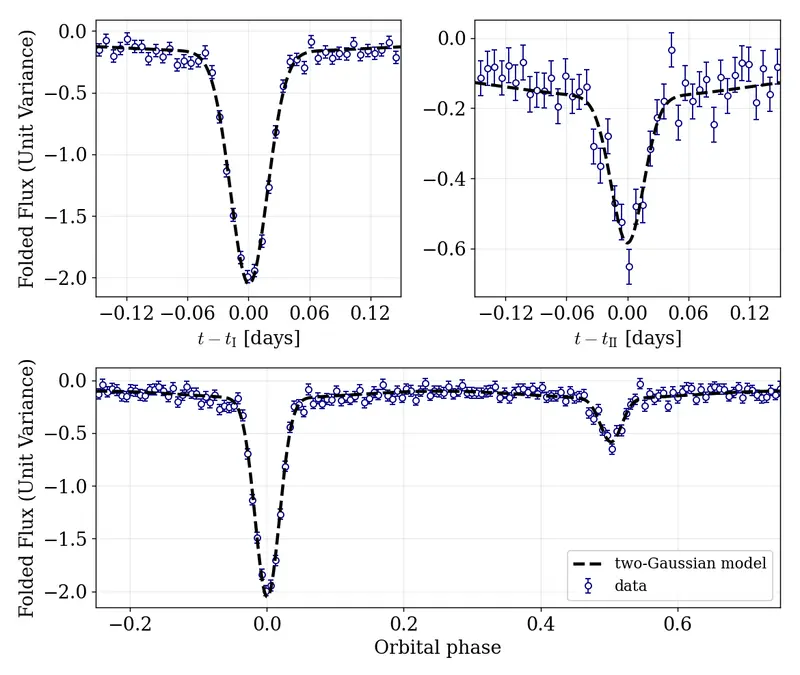 Folded Flux (Unit Variance)
0.0
−0.5
−1.0
−1.5
−2.0
−0.12 −0.06 0.00 0.06 0.12
t − tI [days]
0.0
−0.2
−0.4
−0.6
−0.12 −0.06 0.00 0.06 0.12
t − tII [days]
Folded Flux (Unit Variance)
0.0
−0.5
−1.0
−1.5
−2.0
two-Gaussian model
data
−0.2 0.0 0.2 0.4 0.6
Orbital phase